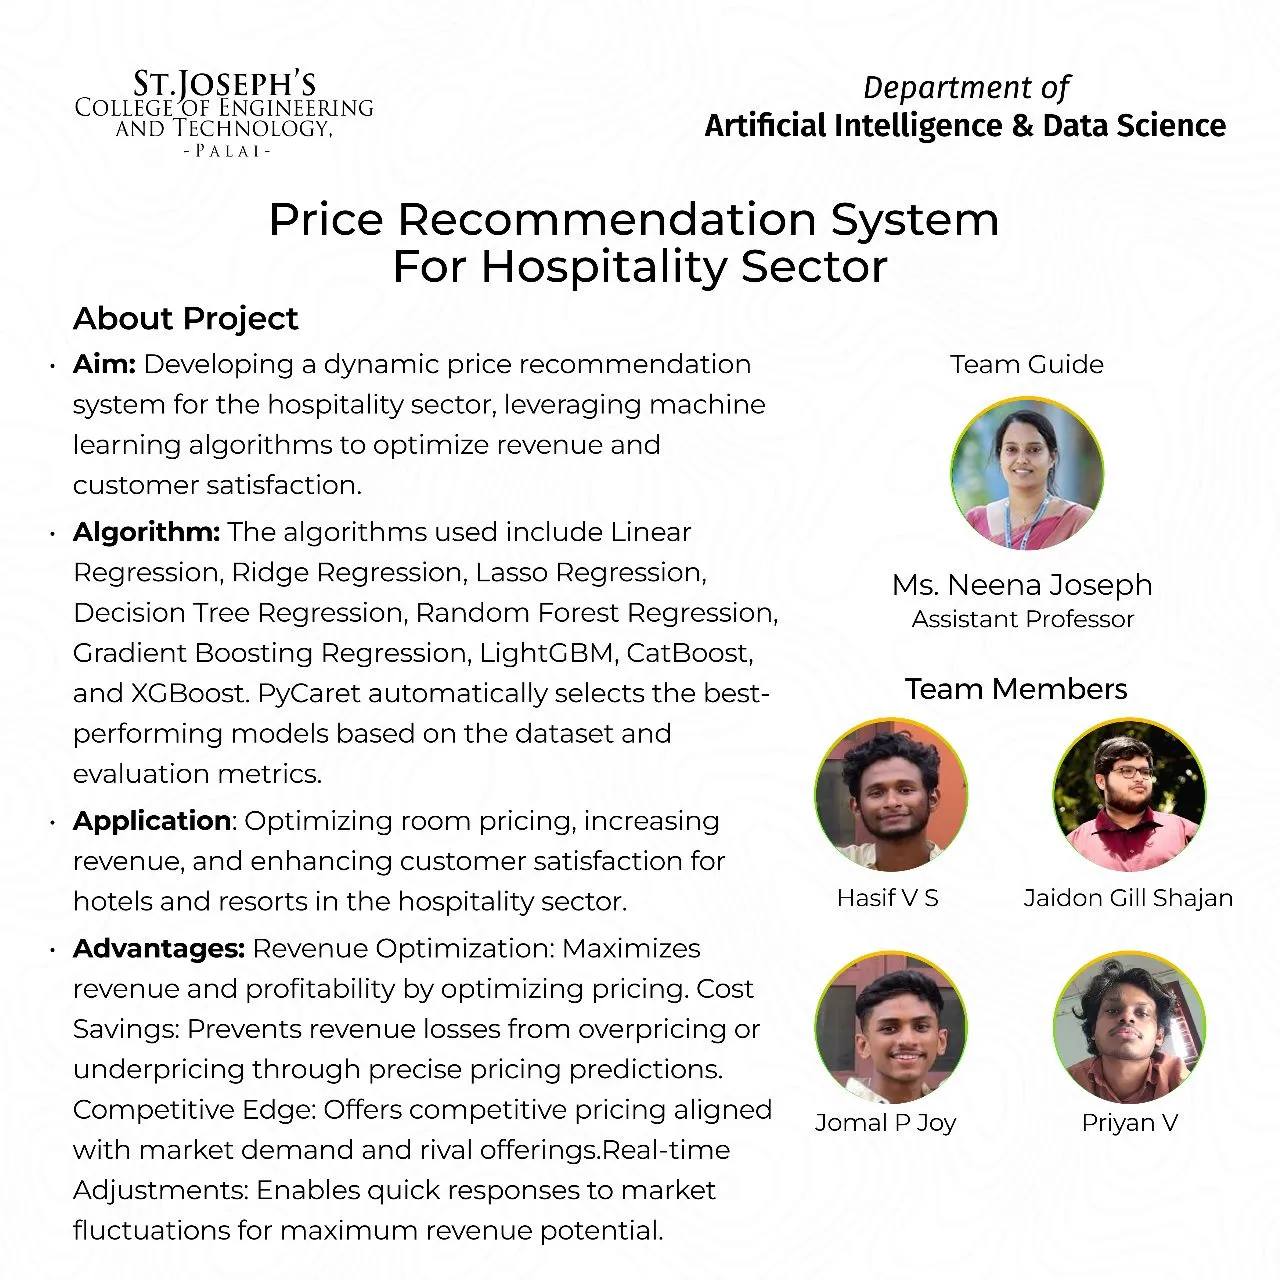 ST.JOSEPH'S
COLLEGE OF ENGINEERING
AND TECHNOLOGY,
-PALAI-
Department of
Artificial Intelligence & Data Science
Price Recommendation System
For Hospitality Sector
About Project
· Aim: Developing a dynamic price recommendation
system for the hospitality sector, leveraging machine
learning algorithms to optimize revenue and
customer satisfaction.
· Algorithm: The algorithms used include Linear
Regression, Ridge Regression, Lasso Regression,
Decision Tree Regression, Random Forest Regression,
Gradient Boosting Regression, LightGBM, CatBoost,
and XGBoost. PyCaret automatically selects the best-
performing models based on the dataset and
evaluation metrics.
· Application: Optimizing room pricing, increasing
revenue, and enhancing customer satisfaction for
hotels and resorts in the hospitality sector.
· Advantages: Revenue Optimization: Maximizes
revenue and profitability by optimizing pricing. Cost
Savings: Prevents revenue losses from overpricing or
underpricing through precise pricing predictions.
Competitive Edge: Offers competitive pricing aligned
with market demand and rival offerings.Real-time
Adjustments: Enables quick responses to market
fluctuations for maximum revenue potential.
Team Guide
Ms. Neena Joseph
Assistant Professor
Team Members
Hasif V S
Jaidon Gill Shajan
Jomal P Joy
Priyan V